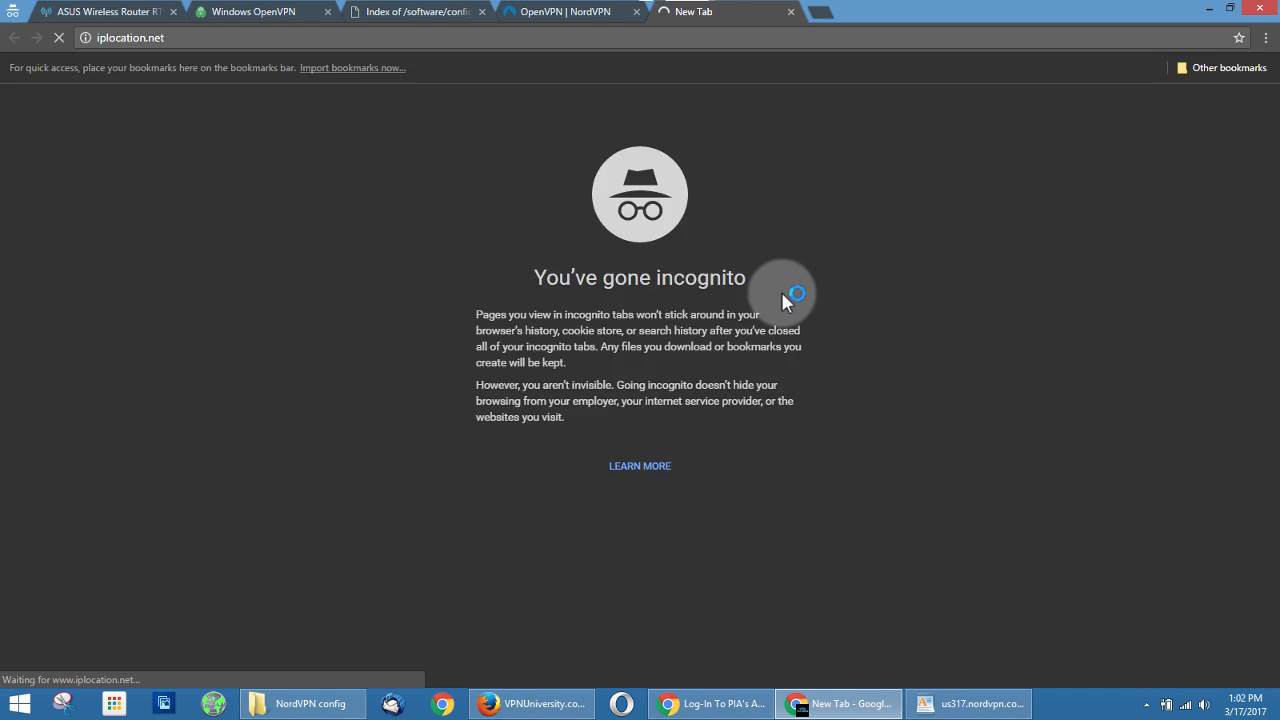 ASUS Wireless Router RT
Windows OpenVPN
Index of /software/config
OpenVPN | NordVPN
New Tab
iplocation.net
For quick access, place your bookmarks here on the bookmarks bar. Import bookmarks now...
Other bookmarks
You've gone incognito
Pages you view in incognito tabs won't stick around in your
browser's history, cookie store, or search history after you've closed
all of your incognito tabs. Any files you download or bookmarks you
create will be kept.
However, you aren't invisible. Going incognito doesn't hide your
browsing from your employer, your internet service provider, or the
websites you visit.
LEARN MORE
Waiting for www.iplocation.net...
NordVPN config
VPNUniversity.co...
Log-In To PIA's A...
New Tab - Googl...
us317.nordvpn.co...
1:02 PM
3/17/2017